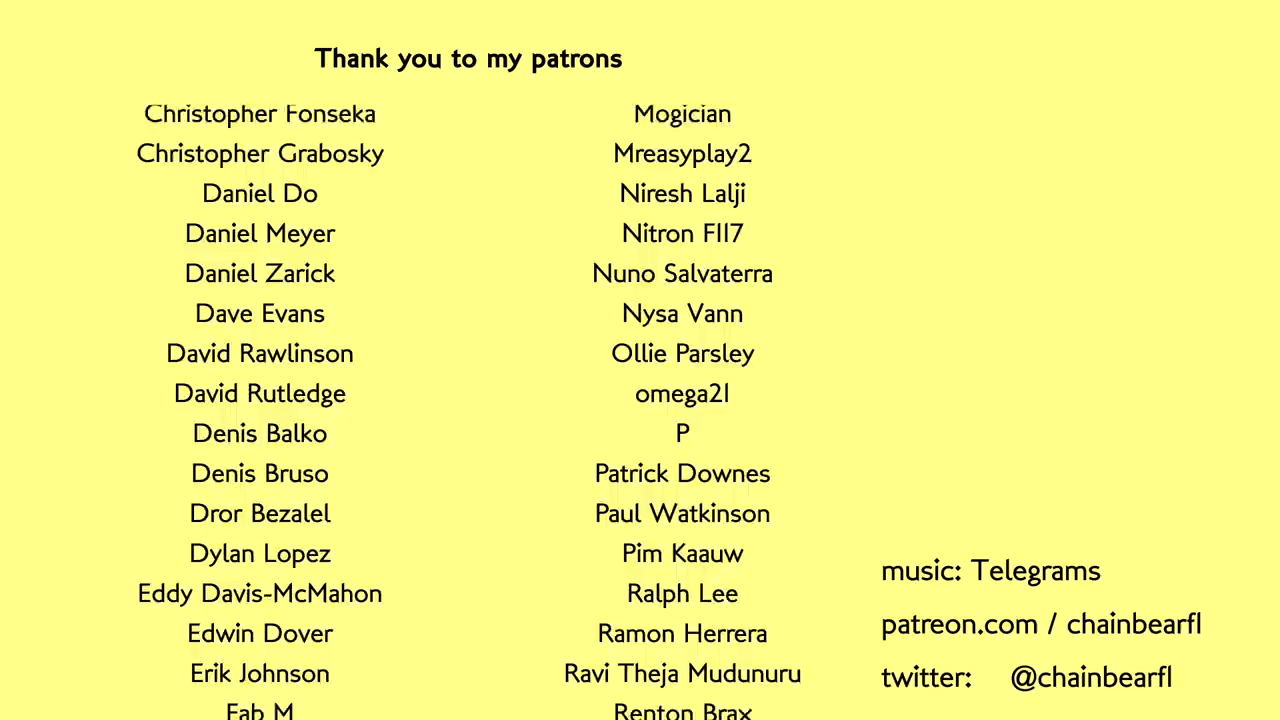 Thank you to my patrons
Christopher Fonseka
Christopher Grabosky
Daniel Do
Daniel Meyer
Daniel Zarick
Dave Evans
David Rawlinson
David Rutledge
Denis Balko
Denis Bruso
Dror Bezalel
Dylan Lopez
Eddy Davis-McMahon
Edwin Dover
Erik Johnson
Fab M
Mogician
Mreasyplay2
Niresh Lalji
Nitron F117
Nuno Salvaterra
Nysa Vann
Ollie Parsley
omega21
P
Patrick Downes
Paul Watkinson
Pim Kaauw
Ralph Lee
Ramon Herrera
Ravi Theja Mudunuru
Renton Brax
music: Telegrams
patreon.com / chainbearf1
twitter: @chainbearf1